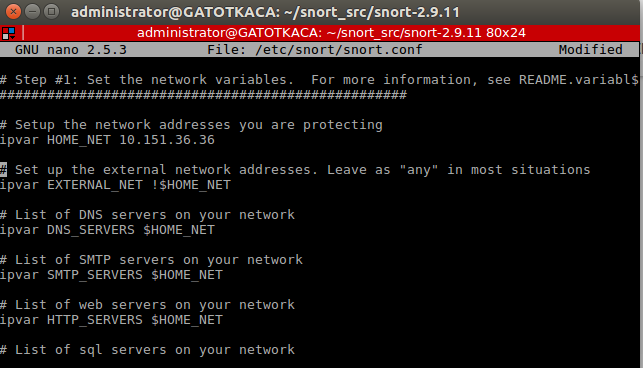 administrator@GATOTKACA: ~/snort_src/snort-2.9.11
administrator@GATOTKACA: ~/snort_src/snort-2.9.11 80x24
GNU nano 2.5.3 File: /etc/snort/snort.conf Modified
# Step #1: Set the network variables.  For more information, see README.variabl$
###################################################
# Setup the network addresses you are protecting
ipvar HOME_NET 10.151.36.36
# Set up the external network addresses. Leave as "any" in most situations
ipvar EXTERNAL_NET !$HOME_NET
# List of DNS servers on your network
ipvar DNS_SERVERS $HOME_NET
# List of SMTP servers on your network
ipvar SMTP_SERVERS $HOME_NET
# List of web servers on your network
ipvar HTTP_SERVERS $HOME_NET
# List of sql servers on your network